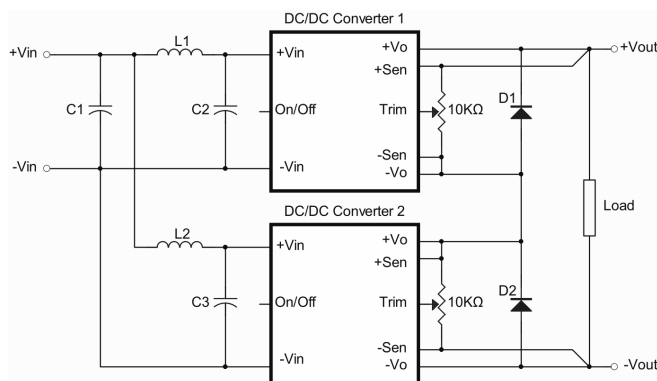 DC/DC Converter 1
+Vin
L1
+Vin
+Vo
+Vout
+Sen
C1
C2
On/Off
Trim
10KΩ
D1
-Vin
-Vin
-Sen
-Vo
DC/DC Converter 2
Load
L2
+Vin
+Vo
+Sen
C3
On/Off
Trim
10KΩ
D2
-Vin
-Sen
-Vo
-Vout